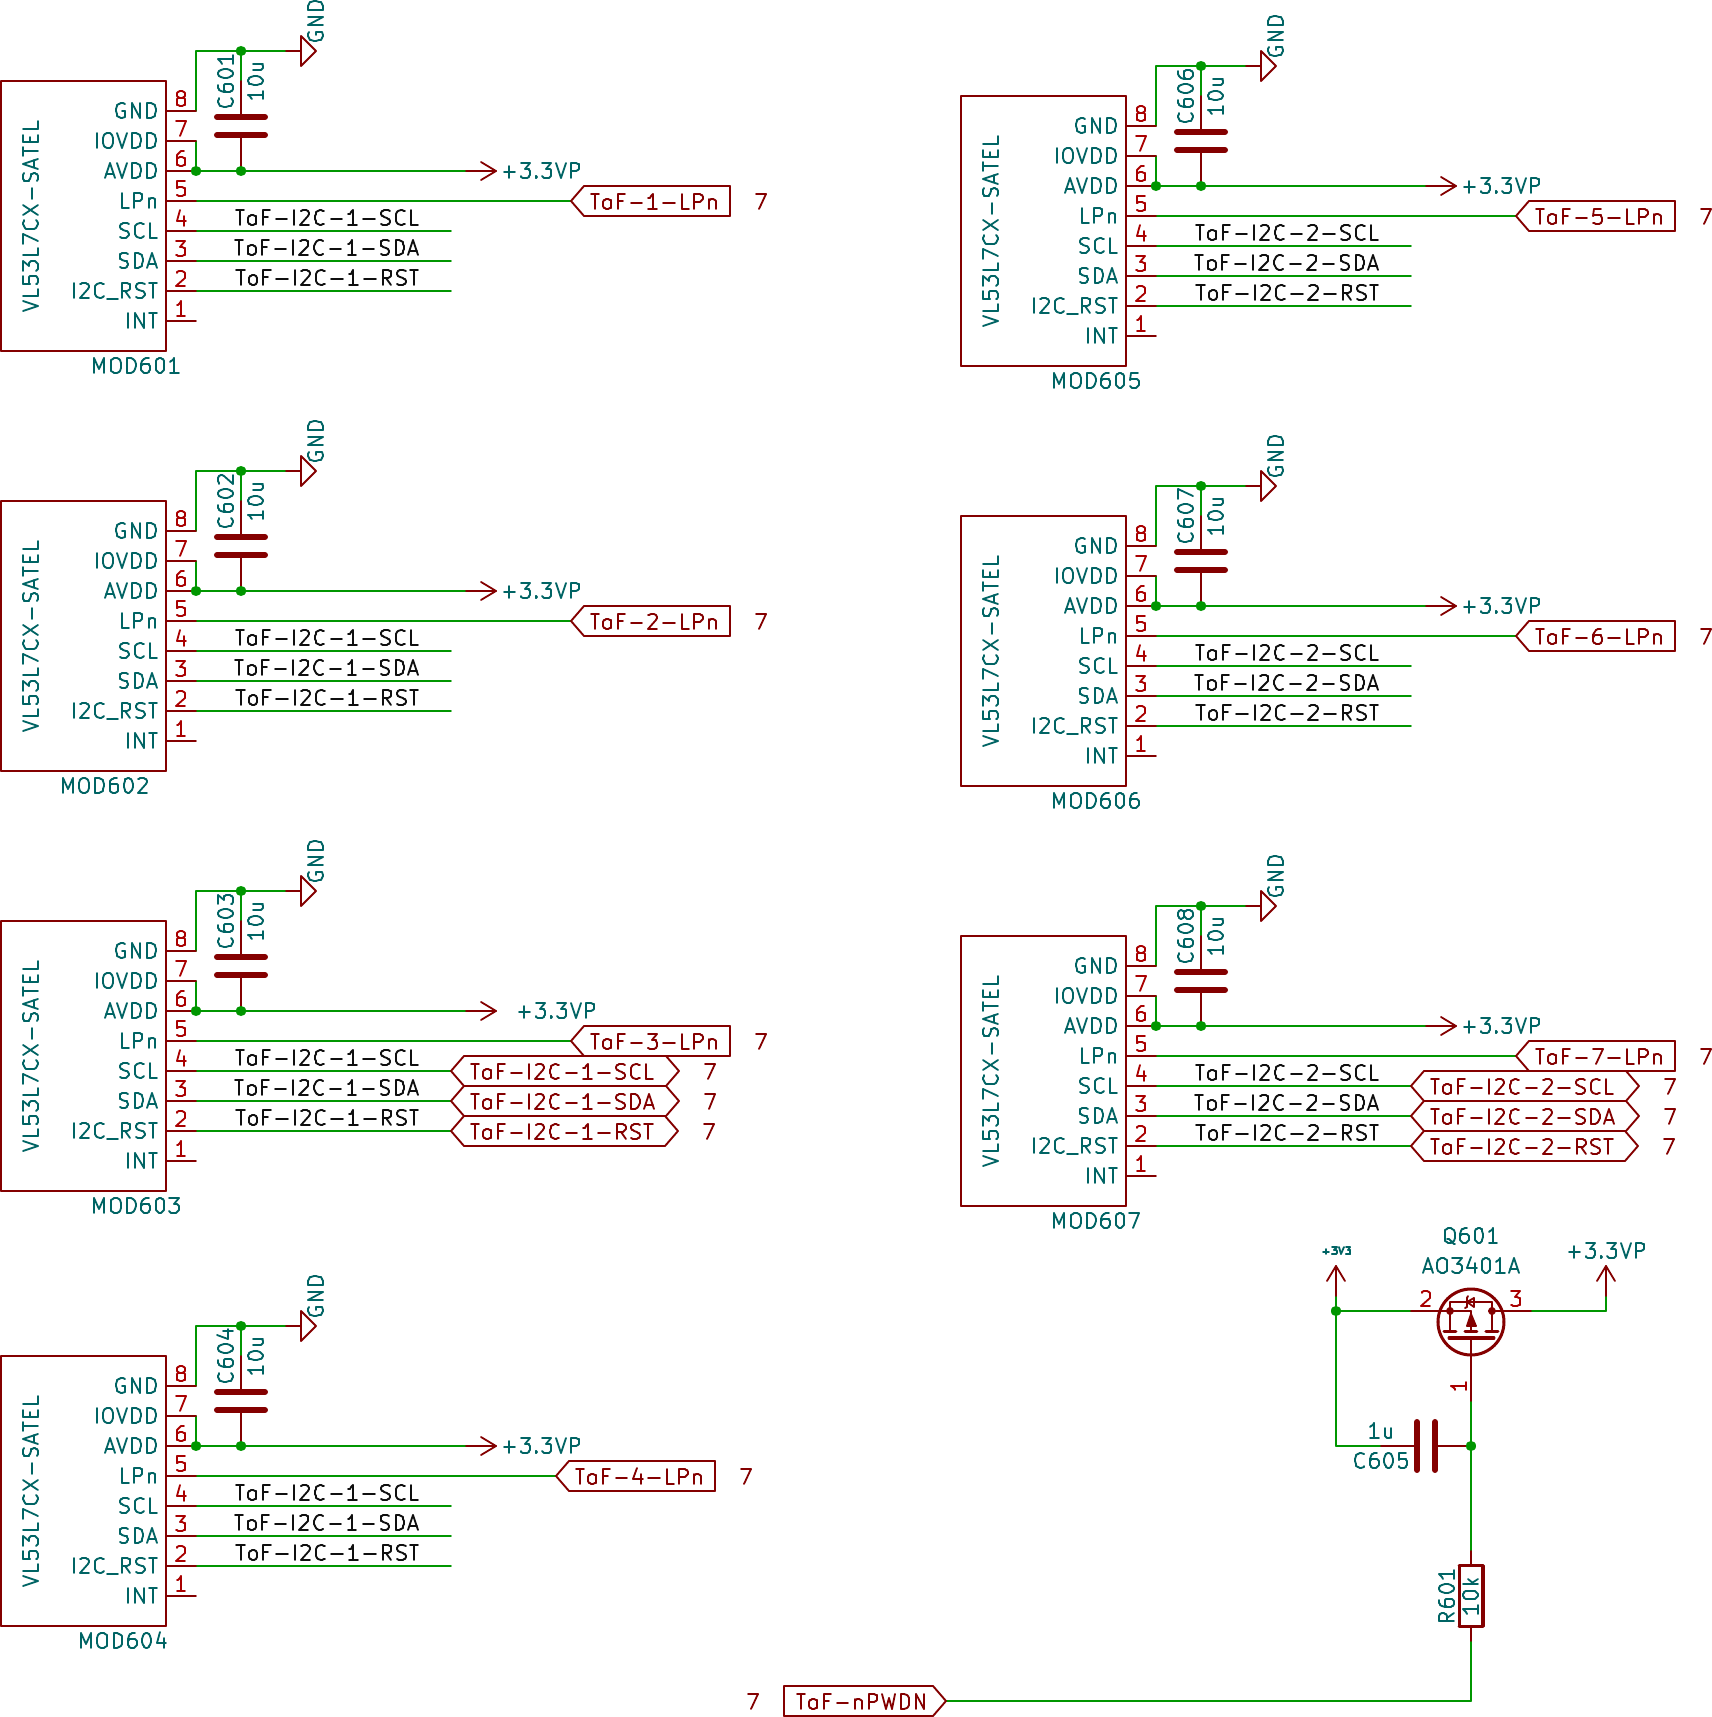 GND
C601
10u
VL53L7CX-SATEL
GND 8
IOVDD 7
AVDD 6
+3.3VP
LPn 5
ToF-1-LPn 7
SCL 4 ToF-I2C-1-SCL
SDA 3 ToF-I2C-1-SDA
I2C_RST 2 ToF-I2C-1-RST
INT 1
MOD601
GND
C606
10u
VL53L7CX-SATEL
GND 8
IOVDD 7
AVDD 6
+3.3VP
LPn 5
ToF-5-LPn 7
SCL 4 ToF-I2C-2-SCL
SDA 3 ToF-I2C-2-SDA
I2C_RST 2 ToF-I2C-2-RST
INT 1
MOD605
GND
C602
10u
VL53L7CX-SATEL
GND 8
IOVDD 7
AVDD 6
+3.3VP
LPn 5
ToF-2-LPn 7
SCL 4 ToF-I2C-1-SCL
SDA 3 ToF-I2C-1-SDA
I2C_RST 2 ToF-I2C-1-RST
INT 1
MOD602
GND
C607
10u
VL53L7CX-SATEL
GND 8
IOVDD 7
AVDD 6
+3.3VP
LPn 5
ToF-6-LPn 7
SCL 4 ToF-I2C-2-SCL
SDA 3 ToF-I2C-2-SDA
I2C_RST 2 ToF-I2C-2-RST
INT 1
MOD606
GND
C603
10u
VL53L7CX-SATEL
GND 8
IOVDD 7
AVDD 6
+3.3VP
LPn 5
ToF-3-LPn 7
SCL 4 ToF-I2C-1-SCL ToF-I2C-1-SCL 7
SDA 3 ToF-I2C-1-SDA ToF-I2C-1-SDA 7
I2C_RST 2 ToF-I2C-1-RST ToF-I2C-1-RST 7
INT 1
MOD603
GND
C608
10u
VL53L7CX-SATEL
GND 8
IOVDD 7
AVDD 6
+3.3VP
LPn 5
ToF-7-LPn 7
SCL 4 ToF-I2C-2-SCL ToF-I2C-2-SCL 7
SDA 3 ToF-I2C-2-SDA ToF-I2C-2-SDA 7
I2C_RST 2 ToF-I2C-2-RST ToF-I2C-2-RST 7
INT 1
MOD607
GND
C604
10u
VL53L7CX-SATEL
GND 8
IOVDD 7
AVDD 6
+3.3VP
LPn 5
ToF-4-LPn 7
SCL 4 ToF-I2C-1-SCL
SDA 3 ToF-I2C-1-SDA
I2C_RST 2 ToF-I2C-1-RST
INT 1
MOD604
Q601
AO3401A
+3V3
+3.3VP
2 3
1
1u
C605
R601
10k
7 ToF-nPWDN